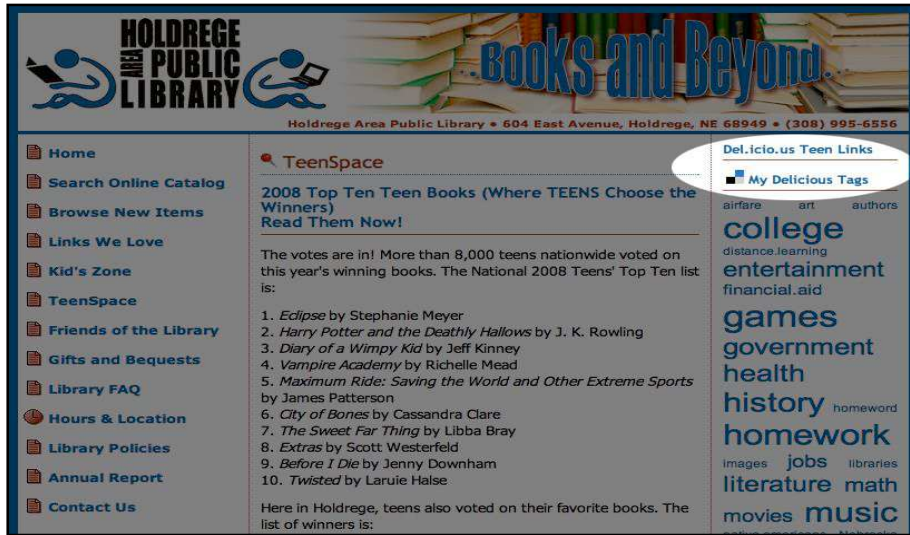 HOLDREGE
AREA PUBLIC
LIBRARY
Books and Beyond
Holdrege Area Public Library • 604 East Avenue, Holdrege, NE 68949 • (308) 995-6556
Home
Search Online Catalog
Browse New Items
Links We Love
Kid's Zone
TeenSpace
Friends of the Library
Gifts and Bequests
Library FAQ
Hours & Location
Library Policies
Annual Report
Contact Us
TeenSpace
2008 Top Ten Teen Books (Where TEENS Choose the
Winners)
Read Them Now!
The votes are in! More than 8,000 teens nationwide voted on
this year's winning books. The National 2008 Teens' Top Ten list
is:
1. Eclipse by Stephanie Meyer
2. Harry Potter and the Deathly Hallows by J. K. Rowling
3. Diary of a Wimpy Kid by Jeff Kinney
4. Vampire Academy by Richelle Mead
5. Maximum Ride: Saving the World and Other Extreme Sports
by James Patterson
6. City of Bones by Cassandra Clare
7. The Sweet Far Thing by Libba Bray
8. Extras by Scott Westerfeld
9. Before I Die by Jenny Downham
10. Twisted by Laruie Halse
Here in Holdrege, teens also voted on their favorite books. The
list of winners is:
Del.icio.us Teen Links
My Delicious Tags
airfare art authors
college
distance.learning
entertainment
financial.aid
games
government
health
history homeword
homework
images jobs libraries
literature math
movies music
native.americans Nebraska